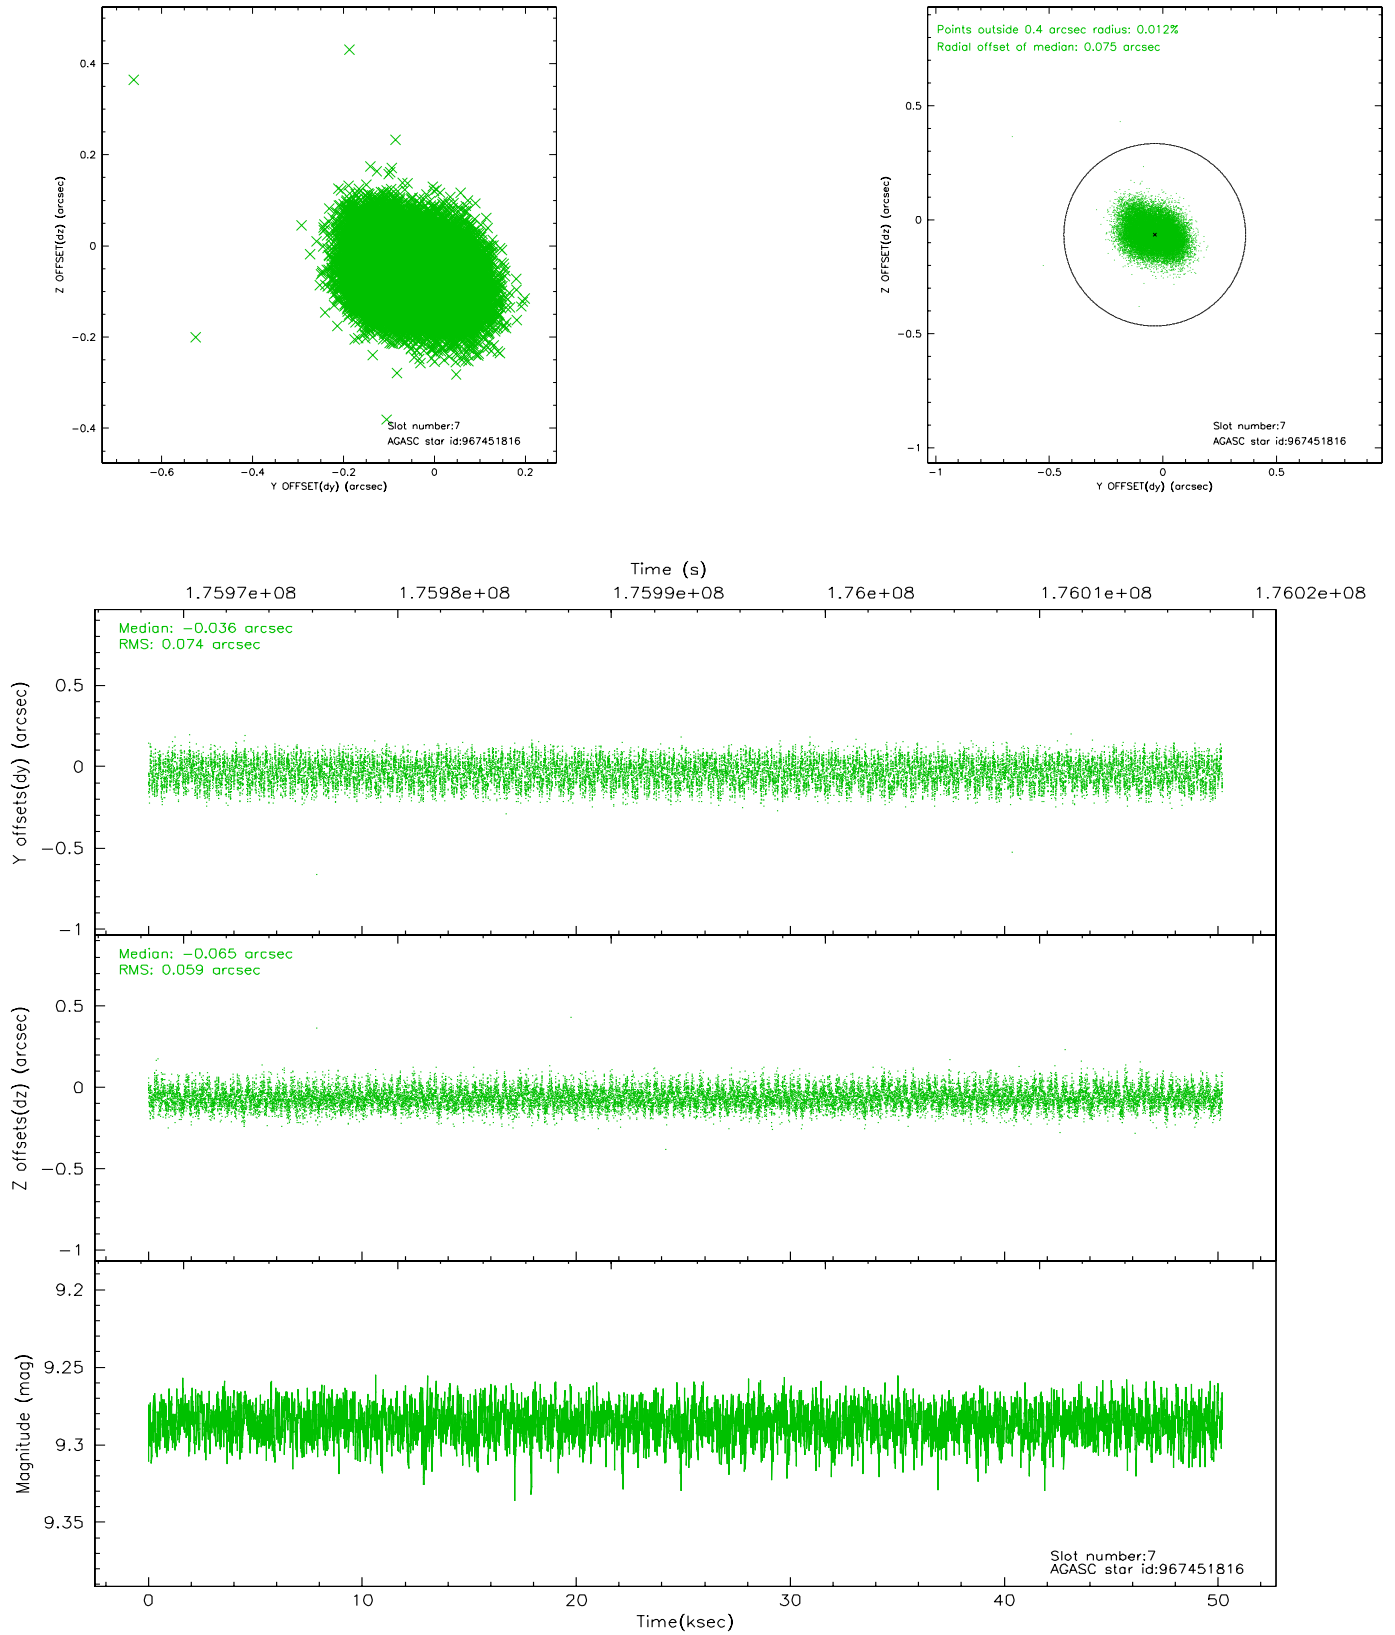 0.4
0.2
0
−0.2
−0.4
Z OFFSET(dz) (arcsec)
Slot number:7
AGASC star id:967451816
−0.6 −0.4 −0.2 0 0.2
Y OFFSET(dy) (arcsec)
Points outside 0.4 arcsec radius: 0.012%
Radial offset of median: 0.075 arcsec
0.5
0
−0.5
−1
Z OFFSET(dz) (arcsec)
Slot number:7
AGASC star id:967451816
−1 −0.5 0 0.5
Y OFFSET(dy) (arcsec)
Time (s)
1.7597e+08 1.7598e+08 1.7599e+08 1.76e+08 1.7601e+08 1.7602e+08
Median: −0.036 arcsec
RMS: 0.074 arcsec
0.5
0
−0.5
−1
Y offsets(dy) (arcsec)
Median: −0.065 arcsec
RMS: 0.059 arcsec
0.5
0
−0.5
−1
Z offsets(dz) (arcsec)
9.2
9.25
9.3
9.35
Magnitude (mag)
Slot number:7
AGASC star id:967451816
0 10 20 30 40 50
Time(ksec)